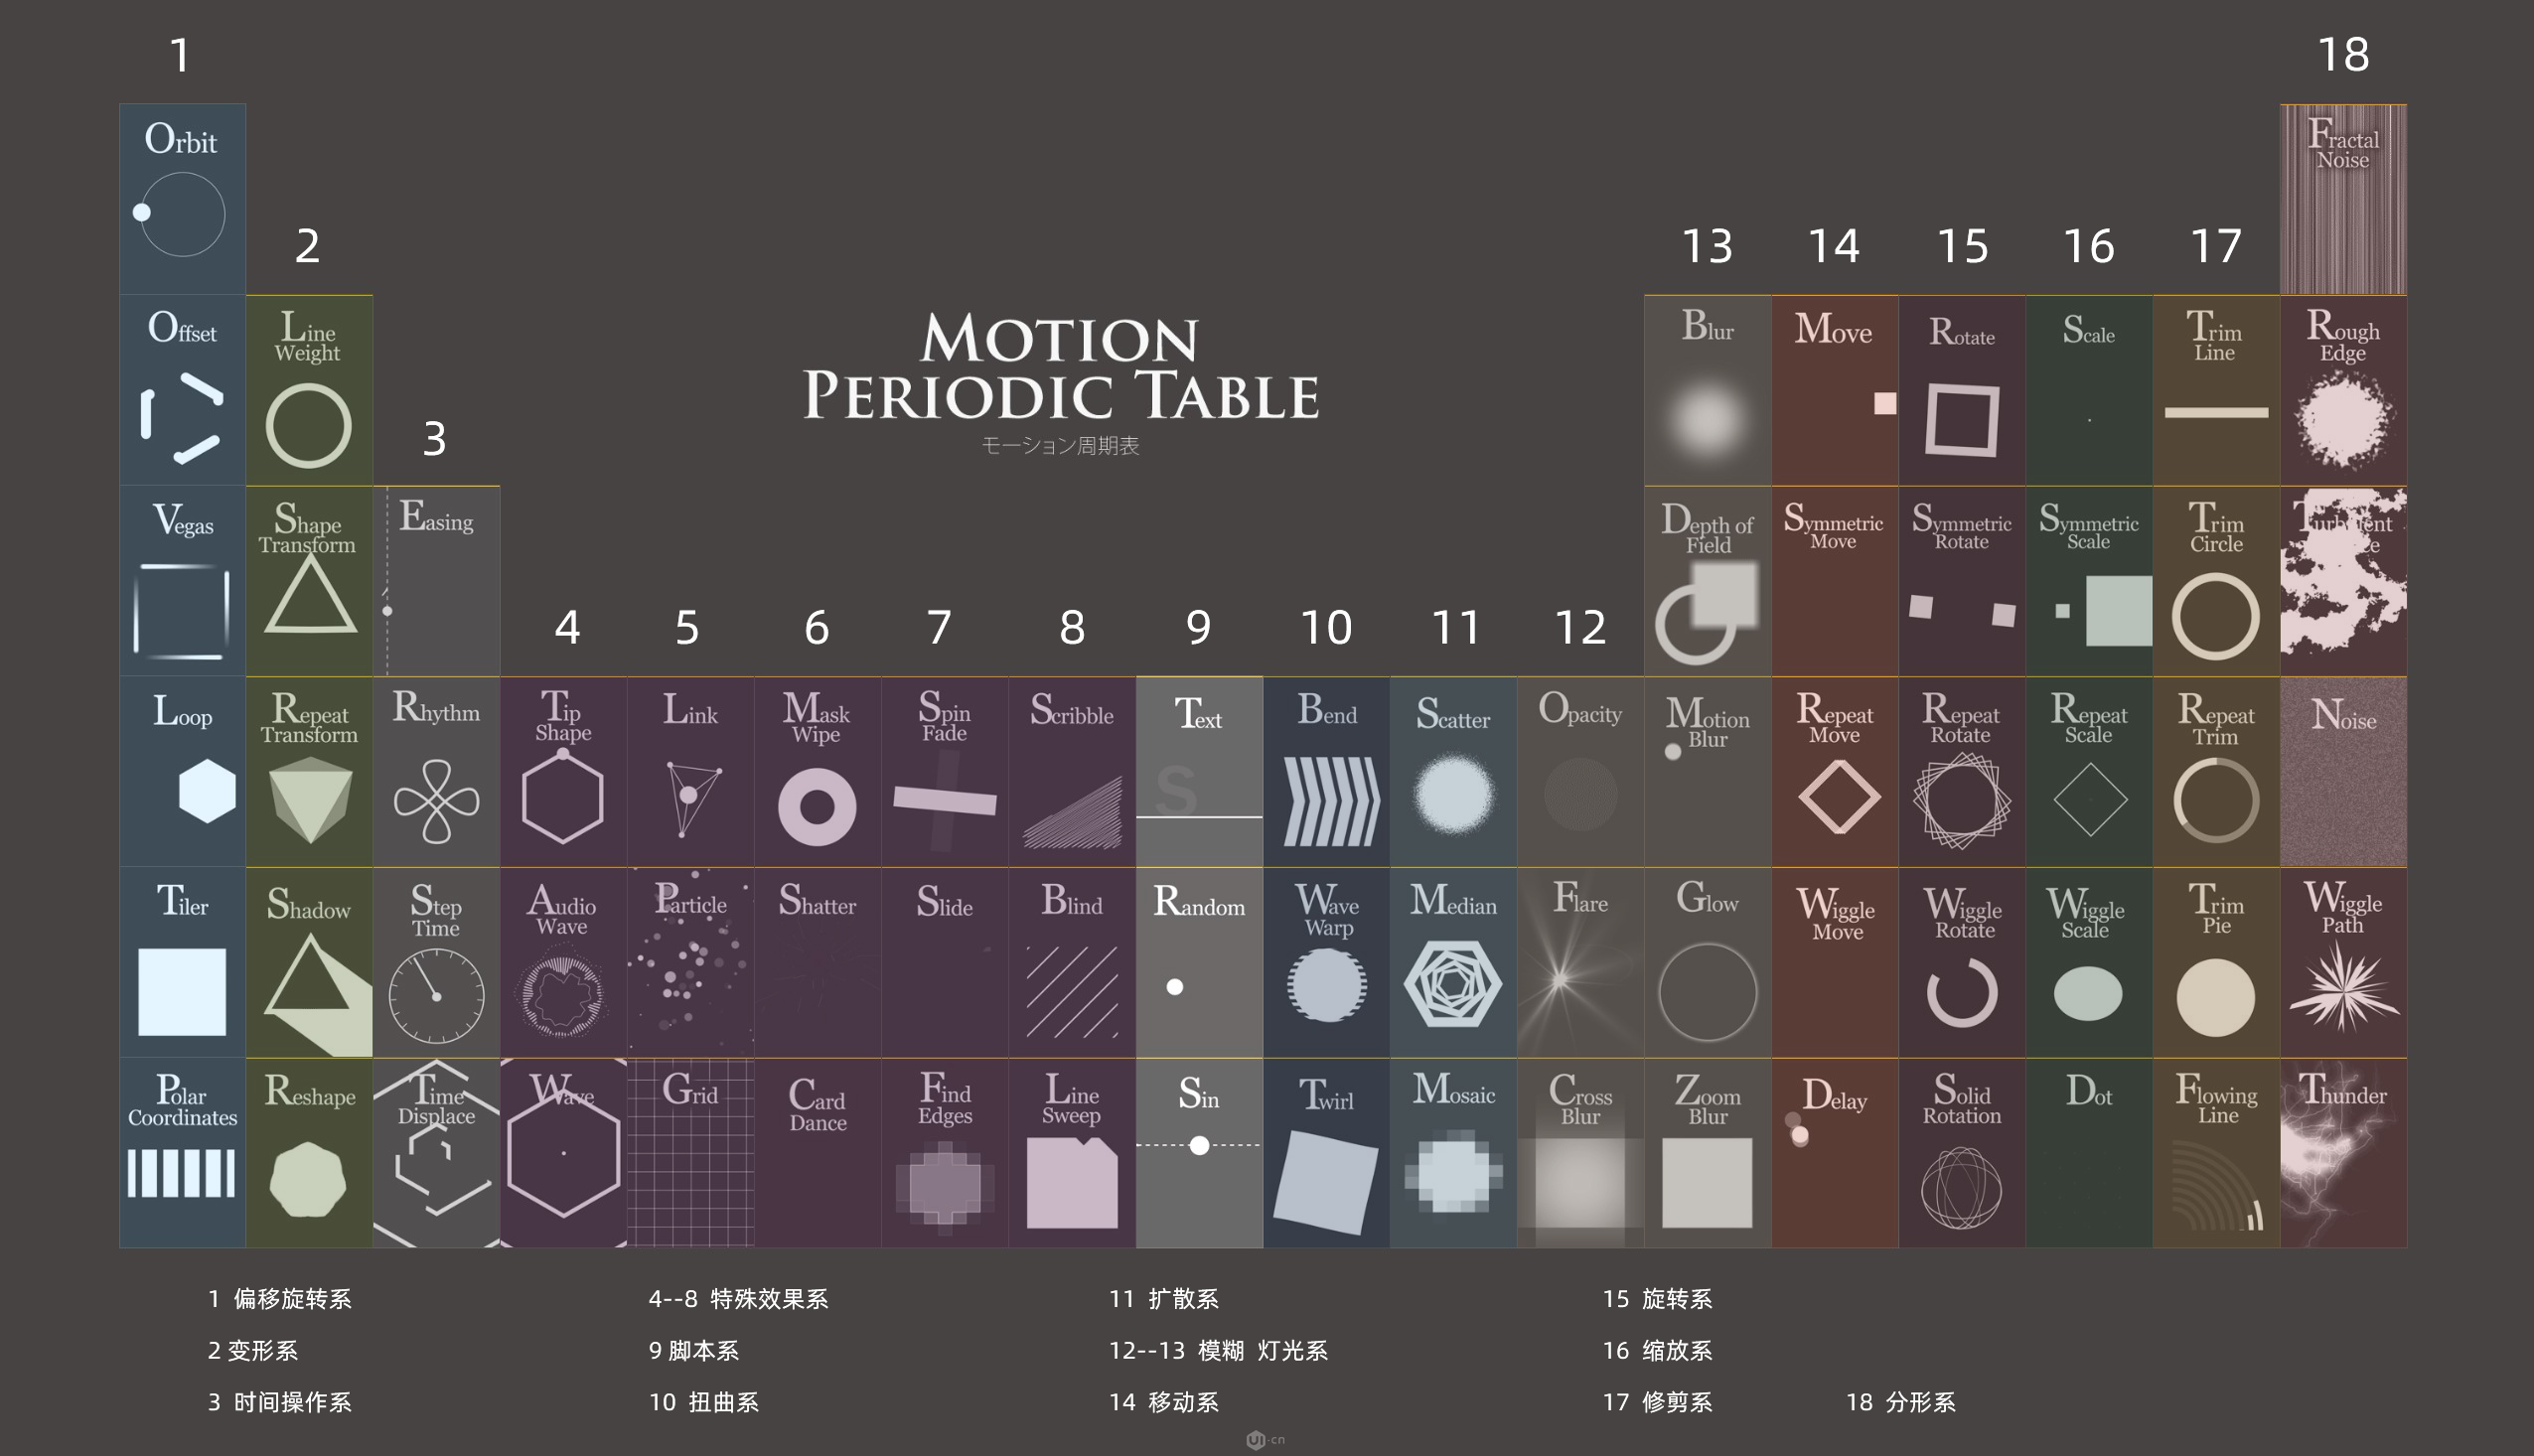 1
18
Orbit
Fractal
Noise
2
13
14
15
16
17
Offset
Line
Weight
MOTION
PERIODIC TABLE
モーション周期表
Blur
Move
Rotate
Scale
Trim
Line
Rough
Edge
3
Vegas
Shape
Transform
Easing
Depth of
Field
Symmetric
Move
Symmetric
Rotate
Symmetric
Scale
Trim
Circle
4
5
6
7
8
9
10
11
12
Loop
Repeat
Transform
Rhythm
Tip
Shape
Link
Mask
Wipe
Spin
Fade
Scribble
Text
S
Bend
Scatter
Opacity
Motion
Blur
Repeat
Move
Repeat
Rotate
Repeat
Scale
Repeat
Trim
Noise
Tiler
Shadow
Step
Time
Audio
Wave
Particle
Shatter
Slide
Blind
Random
Wave
Warp
Median
Flare
Glow
Wiggle
Move
Wiggle
Rotate
Wiggle
Scale
Trim
Pie
Wiggle
Path
Polar
Coordinates
Reshape
Time
Displace
Wave
Grid
Card
Dance
Find
Edges
Line
Sweep
Sin
Twirl
Mosaic
Cross
Blur
Zoom
Blur
Delay
Solid
Rotation
Dot
Flowing
Line
Thunder
1 偏移旋转系
2 变形系
3 时间操作系
4--8 特殊效果系
9 脚本系
10 扭曲系
11 扩散系
12--13 模糊 灯光系
14 移动系
15 旋转系
16 缩放系
17 修剪系
18 分形系
UI·cn